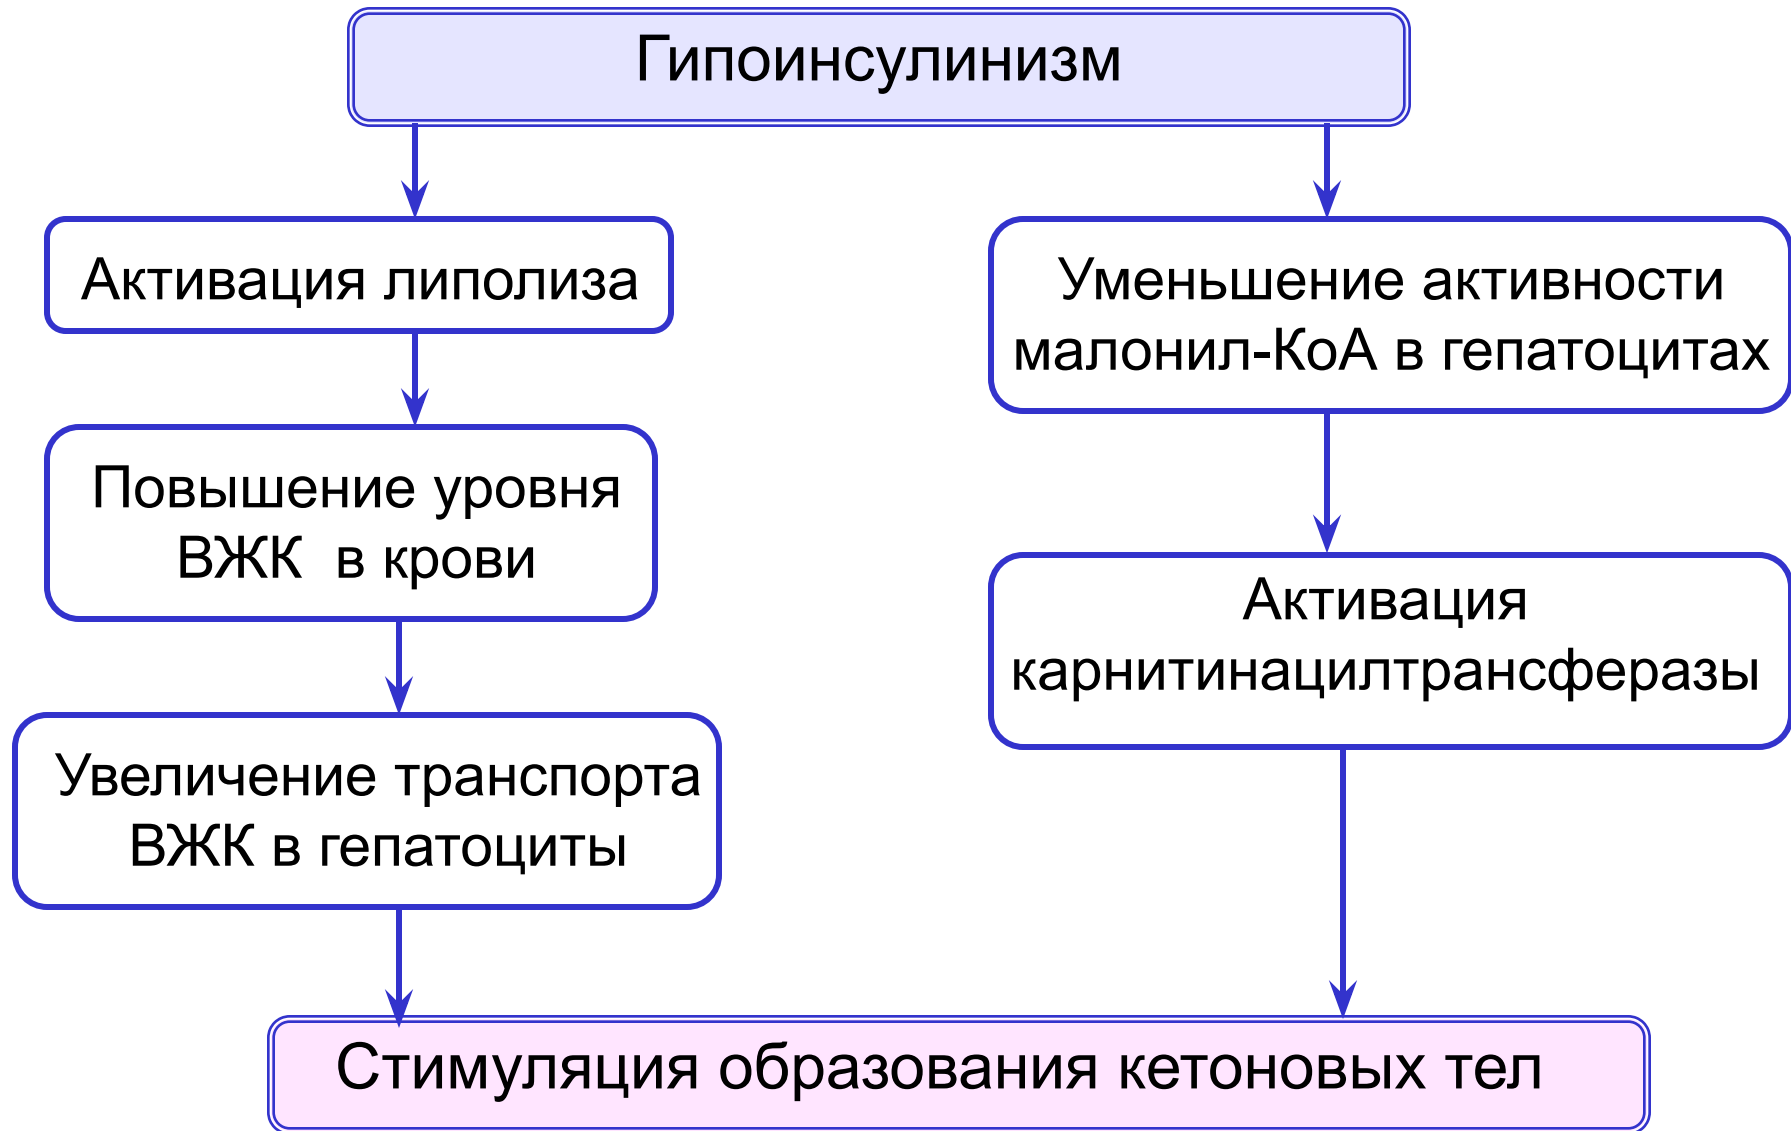 Гипоинсулинизм
Активация липолиза
Повышение уровня
ВЖК в крови
Увеличение транспорта
ВЖК в гепатоциты
Уменьшение активности
малонил-КоА в гепатоцитах
Активация
карнитинацилтрансферазы
Стимуляция образования кетоновых тел